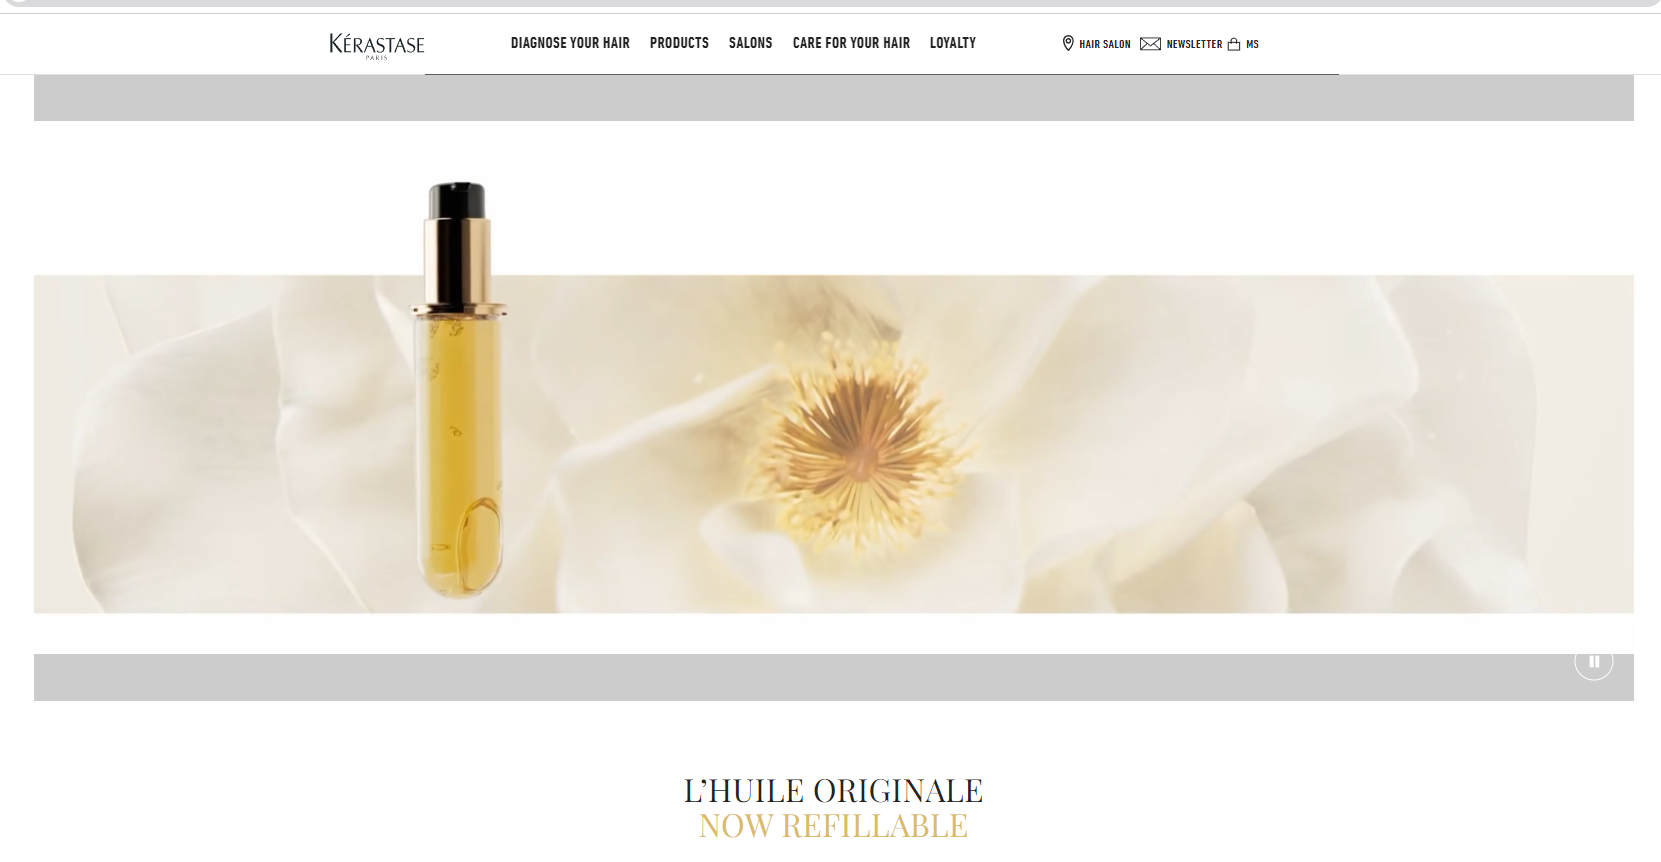 KÉRASTASE
PARIS
DIAGNOSE YOUR HAIR PRODUCTS SALONS CARE FOR YOUR HAIR LOYALTY
HAIR SALON NEWSLETTER MS
L’HUILE ORIGINALE
NOW REFILLABLE